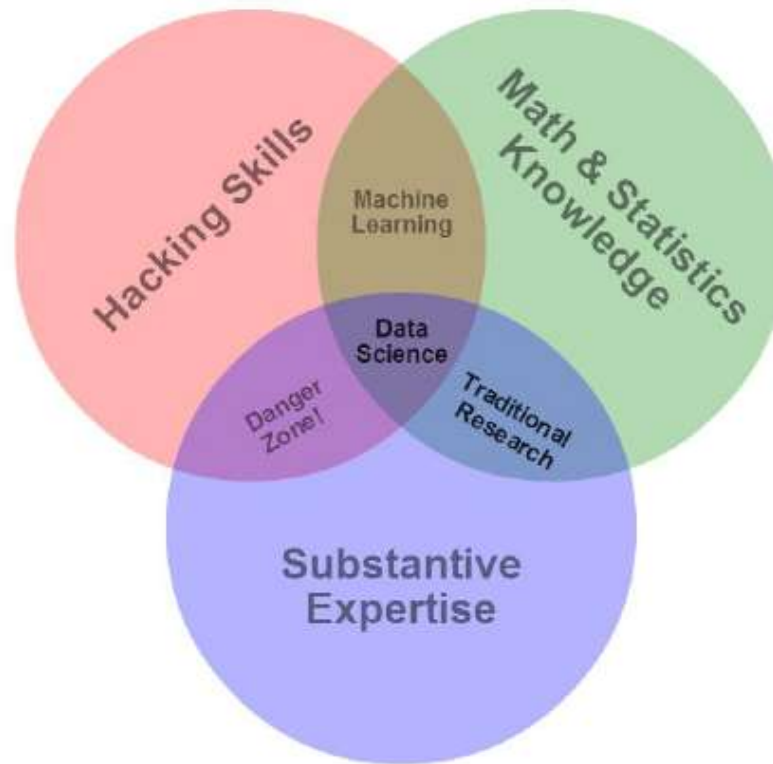 Hacking Skills
Math & Statistics
Knowledge
Machine
Learning
Data
Science
Danger
Zone!
Traditional
Research
Substantive
Expertise